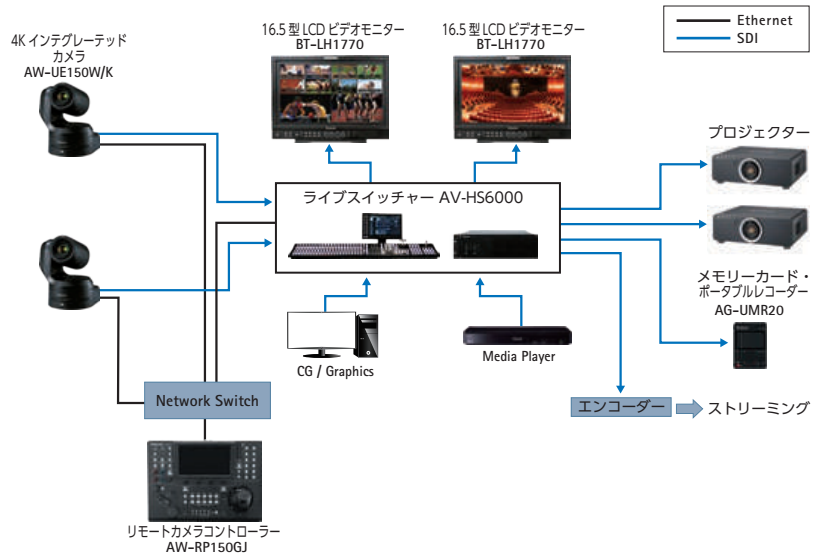 Ethernet
SDI
4K インテグレーテッド
カメラ
AW-UE150W/K
16.5 型 LCD ビデオモニター
BT-LH1770
16.5 型 LCD ビデオモニター
BT-LH1770
プロジェクター
ライブスイッチャー AV-HS6000
メモリーカード・
ポータブルレコーダー
AG-UMR20
CG / Graphics
Media Player
Network Switch
エンコーダー
ストリーミング
リモートカメラコントローラー
AW-RP150GJ